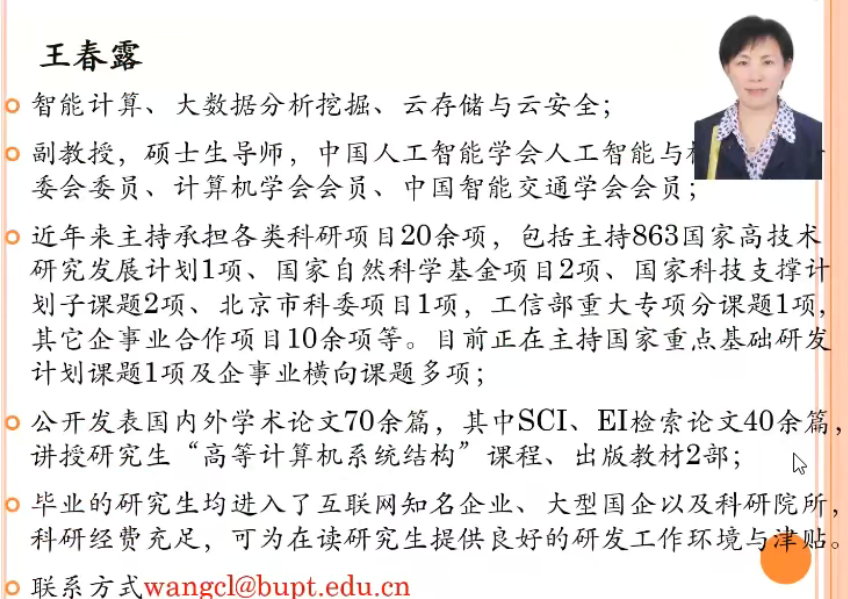 王春露
智能计算、大数据分析挖掘、云存储与云安全；
副教授，硕士生导师，中国人工智能学会人工智能与
委会委员、计算机学会会员、中国智能交通学会会员；
近年来主持承担各类科研项目20余项，包括主持863国家高技术
研究发展计划1项、国家自然科学基金项目2项、国家科技支撑计
划子课题2项、北京市科委项目1项，工信部重大专项分课题1项，
其它企事业合作项目10余项等。目前正在主持国家重点基础研发
计划课题1项及企事业横向课题多项；
公开发表国内外学术论文70余篇，其中SCI、EI检索论文40余篇，
讲授研究生“高等计算机系统结构”课程、出版教材2部；
毕业的研究生均进入了互联网知名企业、大型国企以及科研院所，
科研经费充足，可为在读研究生提供良好的研发工作环境与津贴。
联系方式wangcl@bupt.edu.cn